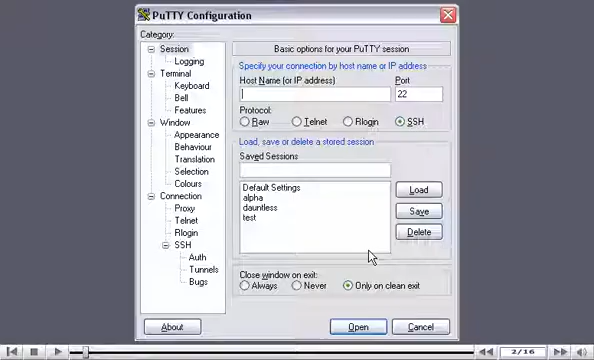 PuTTY Configuration
Category:
Session
Logging
Terminal
Keyboard
Bell
Features
Window
Appearance
Behaviour
Translation
Selection
Colours
Connection
Proxy
Telnet
Rlogin
SSH
Auth
Tunnels
Bugs
Basic options for your PuTTY session
Specify your connection by host name or IP address
Host Name (or IP address) Port
22
Protocol:
Raw Telnet Rlogin SSH
Load, save or delete a stored session
Saved Sessions
Default Settings
alpha
dauntless
test
Load
Save
Delete
Close window on exit:
Always Never Only on clean exit
About Open Cancel
2/16